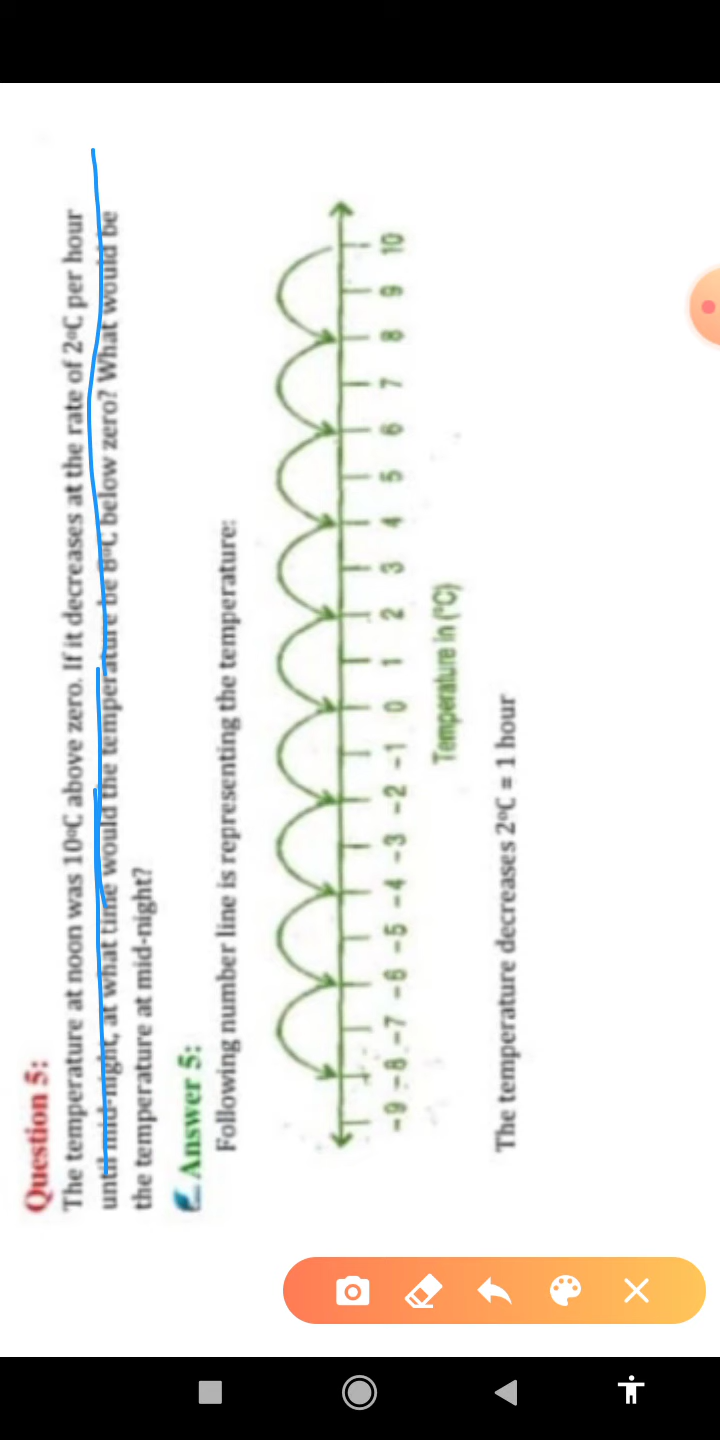 Question 5:
The temperature at noon was 10°C above zero. If it decreases at the rate of 2°C per hour
until mid-night, at what time would the temperature be 8°C below zero? What would be
the temperature at mid-night?
Answer 5:
Following number line is representing the temperature:
-9 -8 -7 -6 -5 -4 -3 -2 -1 0 1 2 3 4 5 6 7 8 9 10
Temperature in (°C)
The temperature decreases 2°C = 1 hour